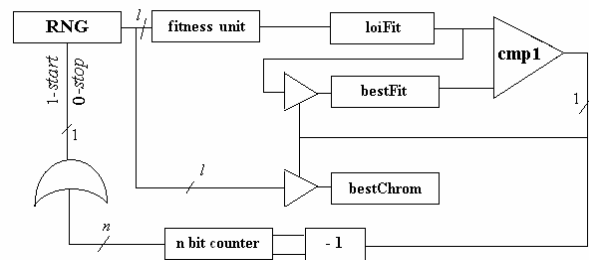 RNG
l
fitness unit
loiFit
cmp1
1-start
0-stop
bestFit
1
1
l
bestChrom
n
n bit counter
- 1